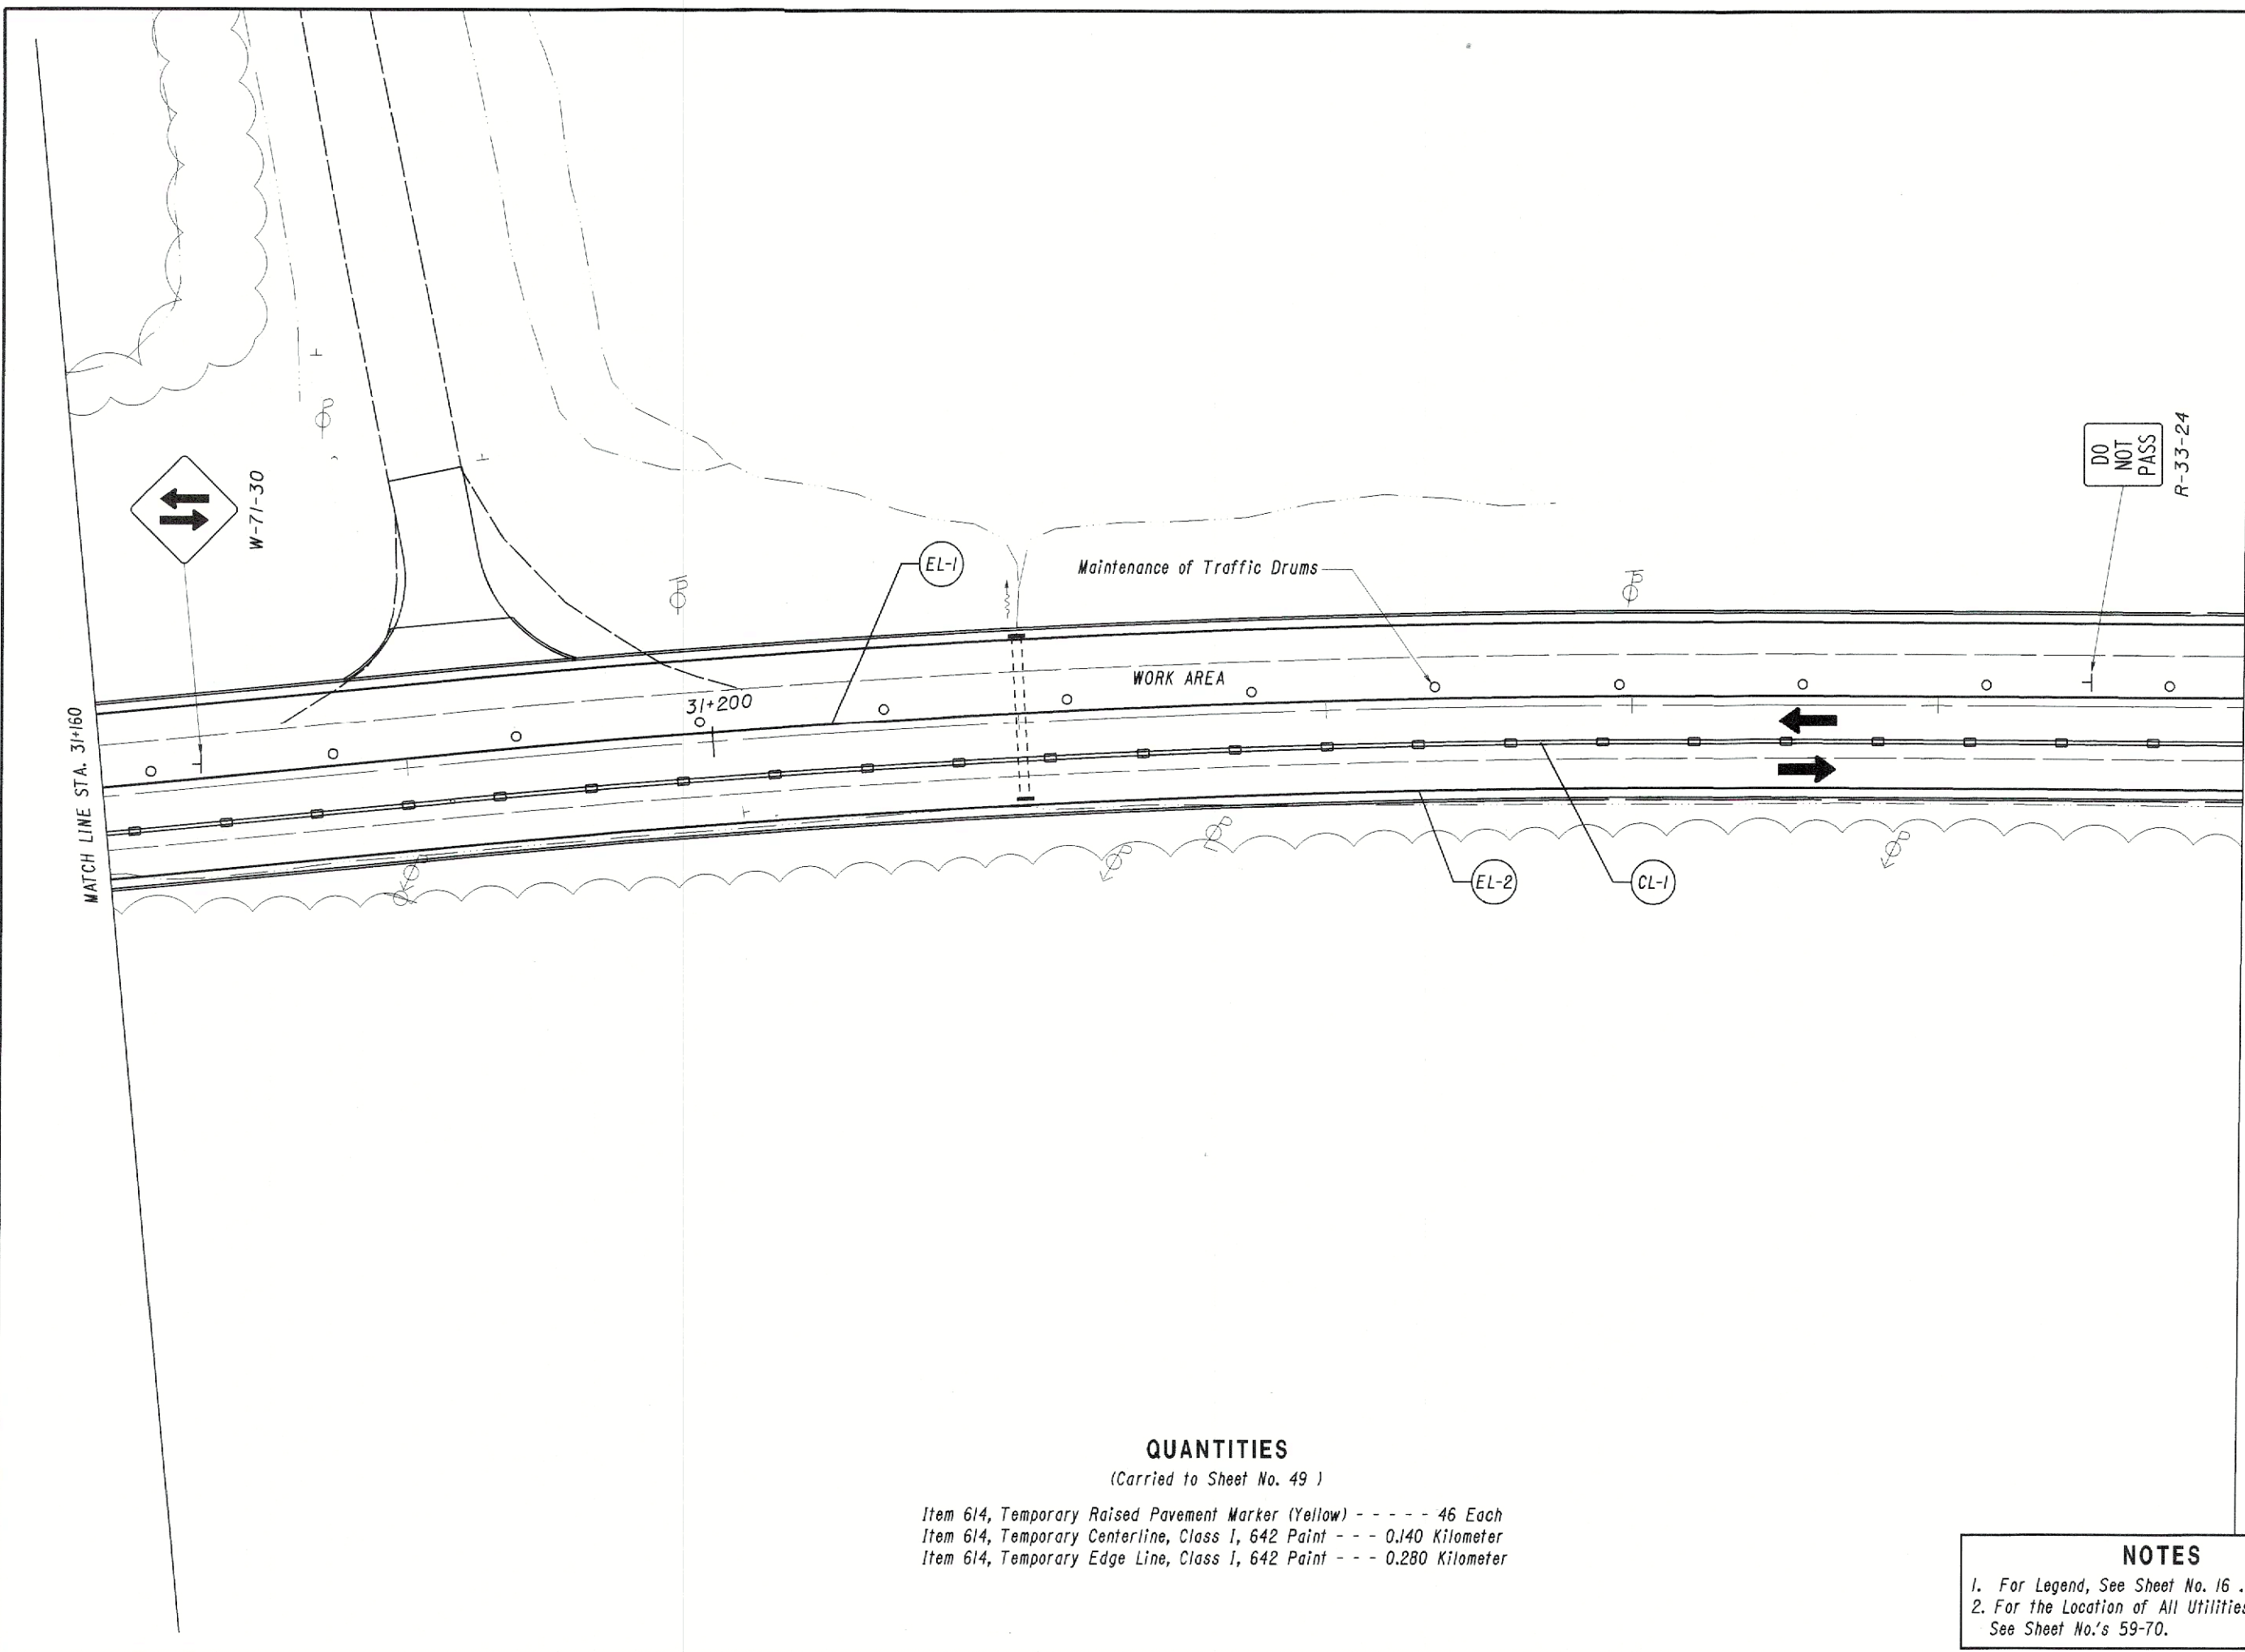 DO
NOT
PASS
R-33-24
W-71-30
EL-1
Maintenance of Traffic Drums
WORK AREA
31+200
MATCH LINE STA. 31+160
EL-2
CL-1
QUANTITIES
(Carried to Sheet No. 49 )
Item 614, Temporary Raised Pavement Marker (Yellow) - - - - - 46 Each
Item 614, Temporary Centerline, Class I, 642 Paint - - - 0.140 Kilometer
Item 614, Temporary Edge Line, Class I, 642 Paint - - - 0.280 Kilometer
NOTES
1. For Legend, See Sheet No. 16 .
2. For the Location of All Utilities
See Sheet No.'s 59-70.